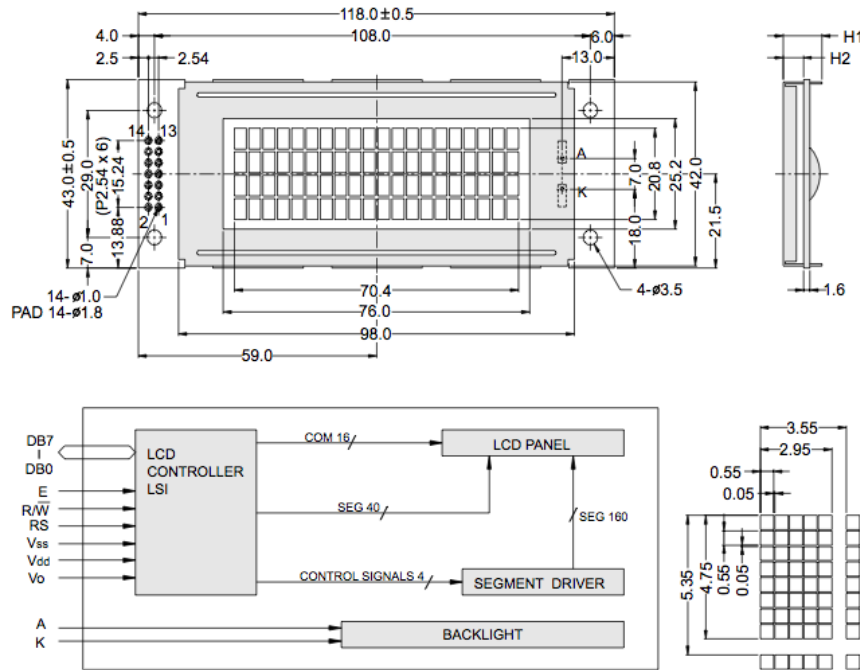 118.0±0.5
4.0
108.0
6.0
2.5
2.54
13.0
H1
H2
43.0±0.5
29.0
(P2.54 x 6)
15.24
14
13
2
1
13.88
7.0
A
K
7.0
20.8
25.2
42.0
18.0
21.5
14-ø1.0
PAD 14-ø1.8
70.4
76.0
98.0
59.0
4-ø3.5
1.6
DB7
DB0
E
R/W̅
RS
Vss
Vdd
Vo
A
K
LCD
CONTROLLER
LSI
COM 16
LCD PANEL
SEG 40
SEG 160
CONTROL SIGNALS 4
SEGMENT DRIVER
BACKLIGHT
3.55
2.95
0.55
0.05
5.35
4.75
0.55
0.05